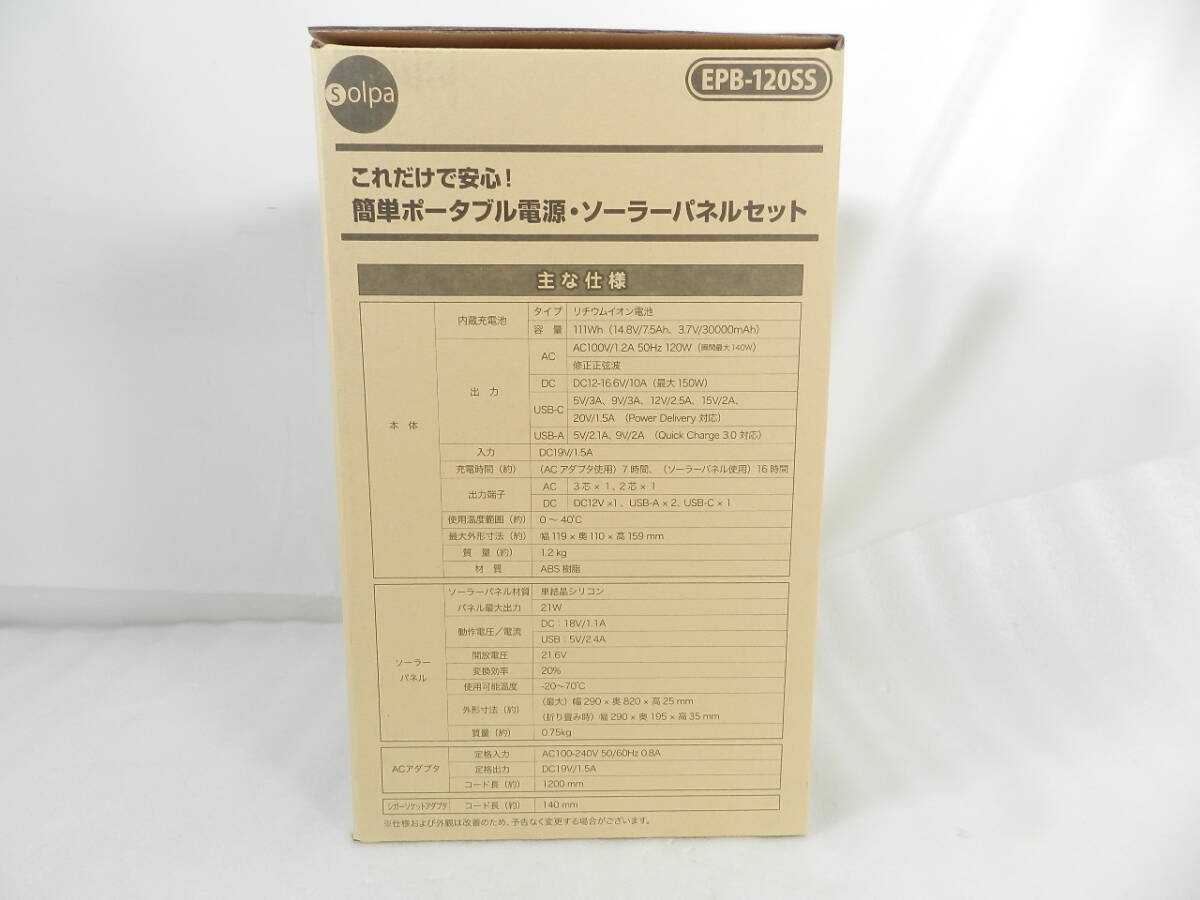 solpa
EPB-120SS
これだけで安心!
簡単ポータブル電源・ソーラーパネルセット
主な仕様
本体
内蔵充電池 タイプ リチウムイオン電池
容量 111Wh（14.8V/7.5Ah、3.7V/30000mAh）
出力 AC AC100V/1.2A 50Hz 120W（瞬間最大140W）
修正正弦波
DC DC12-16.6V/10A（最大150W）
USB-C 5V/3A、9V/3A、12V/2.5A、15V/2A、
20V/1.5A （Power Delivery 対応）
USB-A 5V/2.1A、9V/2A （Quick Charge 3.0 対応）
入力 DC19V/1.5A
充電時間（約） （ACアダプタ使用）7時間、（ソーラーパネル使用）16時間
出力端子 AC 3芯×1、2芯×1
DC DC12V×1、USB-A×2、USB-C×1
使用温度範囲（約） 0～40℃
最大外形寸法（約） 幅119×奥110×高159mm
質量（約） 1.2kg
材質 ABS樹脂
ソーラーパネル
ソーラーパネル材質 単結晶シリコン
パネル最大出力 21W
動作電圧／電流 DC：18V/1.1A
USB：5V/2.4A
開放電圧 21.6V
変換効率 20%
使用可能温度 -20～70℃
外形寸法（約） （最大）幅290×奥820×高25mm
（折り畳み時）幅290×奥195×高35mm
質量（約） 0.75kg
ACアダプタ
定格入力 AC100-240V 50/60Hz 0.8A
定格出力 DC19V/1.5A
コード長（約） 1200mm
シガーソケットアダプタ コード長（約） 140mm
※仕様および外観は改善のため、予告なく変更する場合がございます。